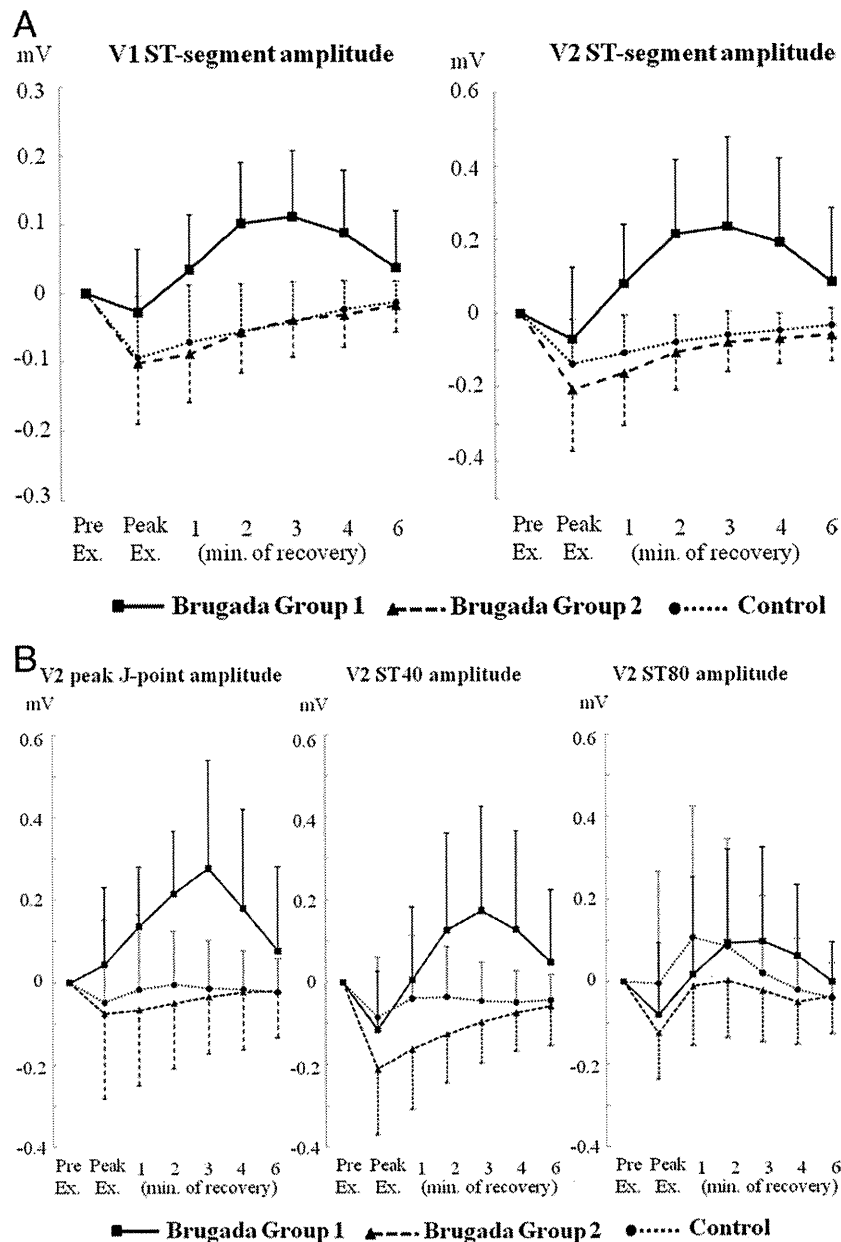 A
mV V1 ST-segment amplitude
0.3
0.2
0.1
0
-0.1
-0.2
-0.3
Pre Peak 1 2 3 4 6
Ex. Ex. (min. of recovery)
mV V2 ST-segment amplitude
0.6
0.4
0.2
0
-0.2
-0.4
Pre Peak 1 2 3 4 6
Ex. Ex. (min. of recovery)
Brugada Group 1 Brugada Group 2 Control
B
V2 peak J-point amplitude
mV
0.6
0.4
0.2
0
-0.2
-0.4
Pre Peak 1 2 3 4 6
Ex. Ex. (min. of recovery)
V2 ST40 amplitude
mV
0.6
0.4
0.2
0
-0.2
-0.4
Pre Peak 1 2 3 4 6
Ex. Ex. (min. of recovery)
V2 ST80 amplitude
mV
0.6
0.4
0.2
0
-0.2
-0.4
Pre Peak 1 2 3 4 6
Ex. Ex. (min. of recovery)
Brugada Group 1 Brugada Group 2 Control